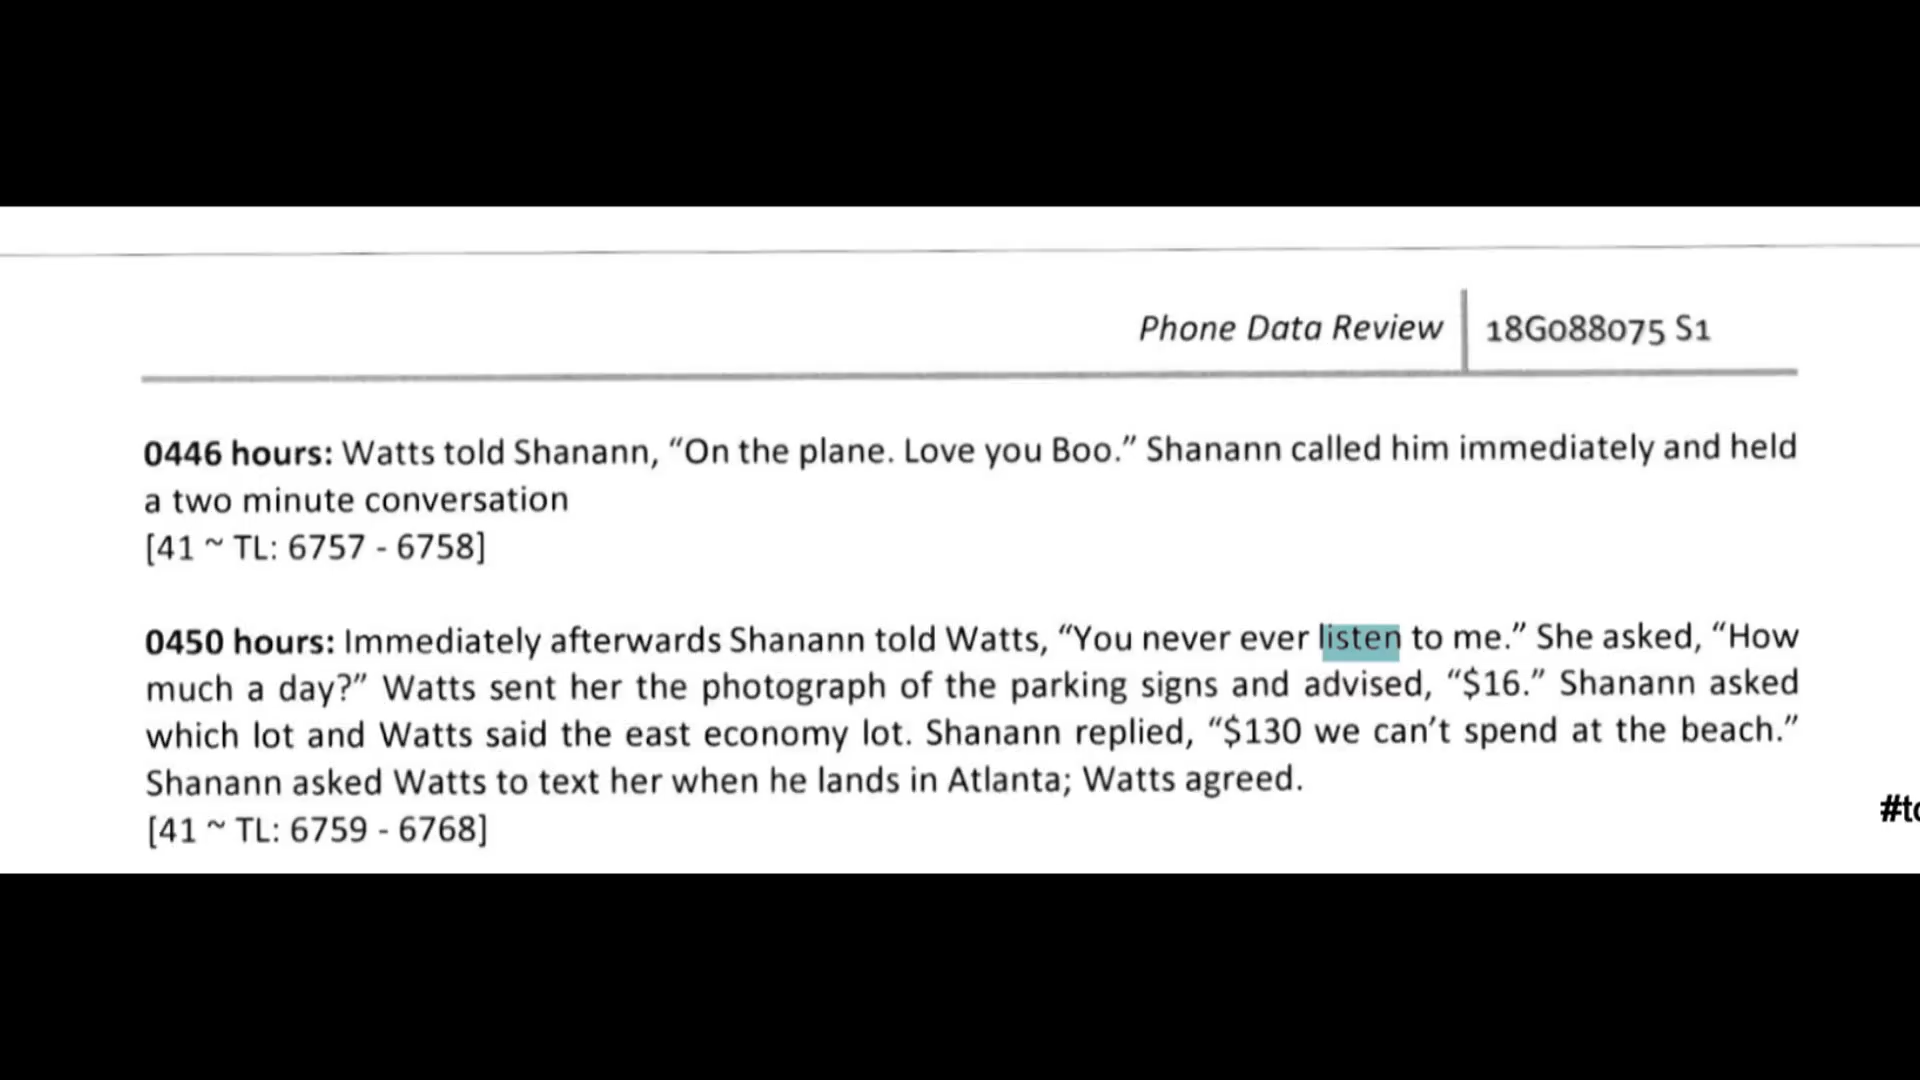 Phone Data Review 18G088075 S1
0446 hours: Watts told Shanann, “On the plane. Love you Boo.” Shanann called him immediately and held
a two minute conversation
[41 ~ TL: 6757 - 6758]
0450 hours: Immediately afterwards Shanann told Watts, “You never ever listen to me.” She asked, “How
much a day?” Watts sent her the photograph of the parking signs and advised, “$16.” Shanann asked
which lot and Watts said the east economy lot. Shanann replied, “$130 we can’t spend at the beach.”
Shanann asked Watts to text her when he lands in Atlanta; Watts agreed.
[41 ~ TL: 6759 - 6768]